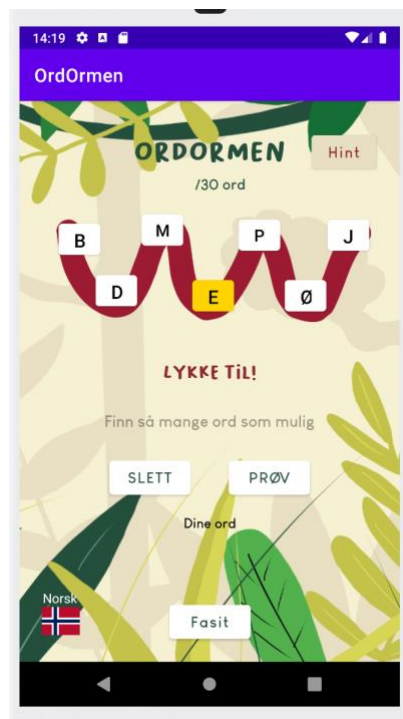 14:19
OrdOrmen
ORDORMEN
Hint
/30 ord
B M P J
D E Ø
LYKKE TiL!
Finn så mange ord som mulig
SLETT PRØV
Dine ord
Norsk
Fasit